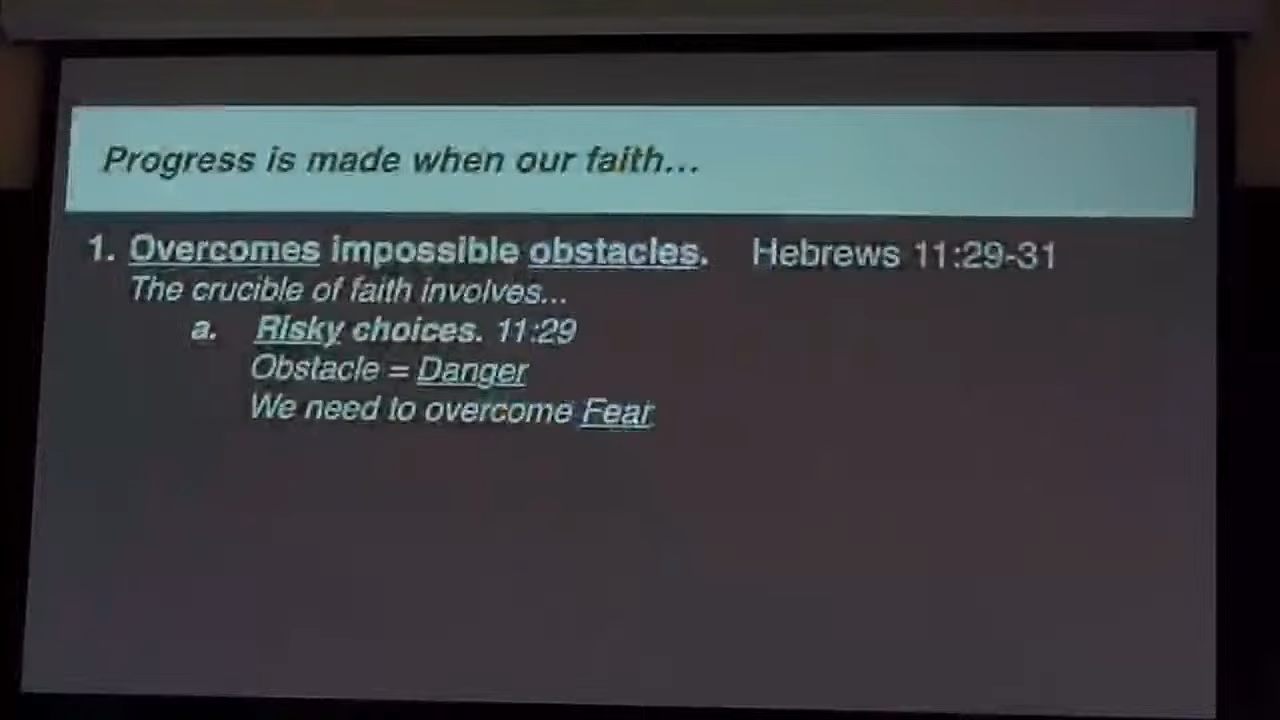 Progress is made when our faith...
1. Overcomes impossible obstacles. Hebrews 11:29-31
The crucible of faith involves...
a. Risky choices. 11:29
Obstacle = Danger
We need to overcome Fear